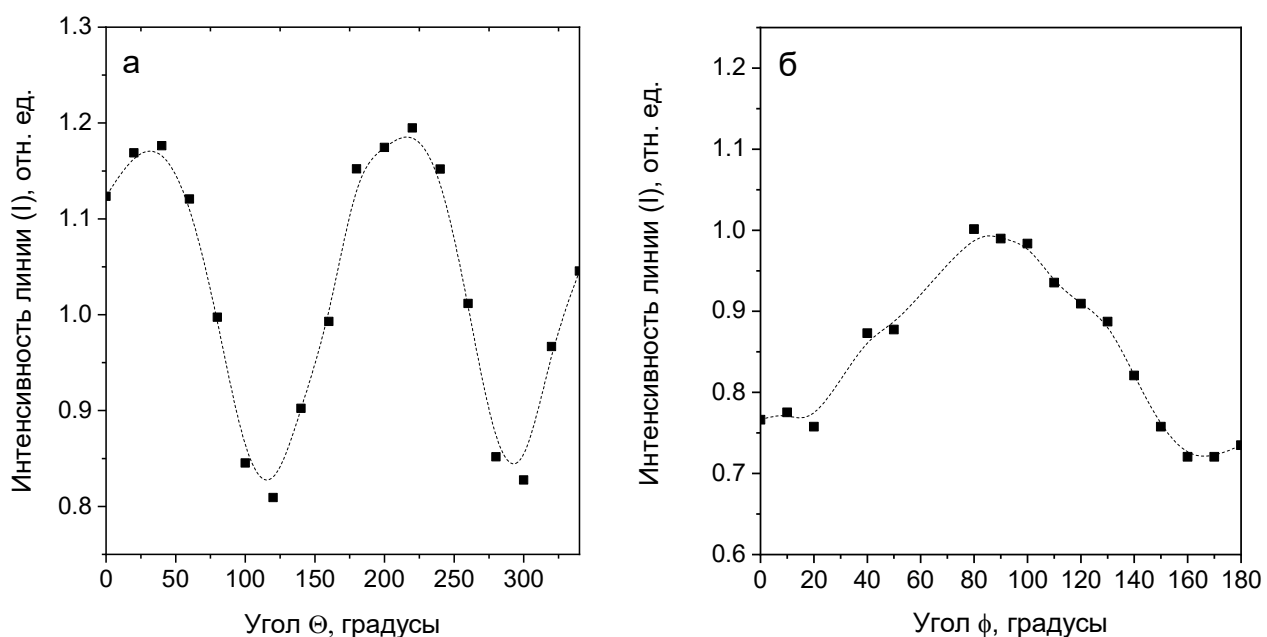 а
Интенсивность линии (I), отн. ед.
1.3
1.2
1.1
1.0
0.9
0.8
0 50 100 150 200 250 300
Угол Θ, градусы
б
Интенсивность линии (I), отн. ед.
1.2
1.1
1.0
0.9
0.8
0.7
0.6
0 20 40 60 80 100 120 140 160 180
Угол ϕ, градусы